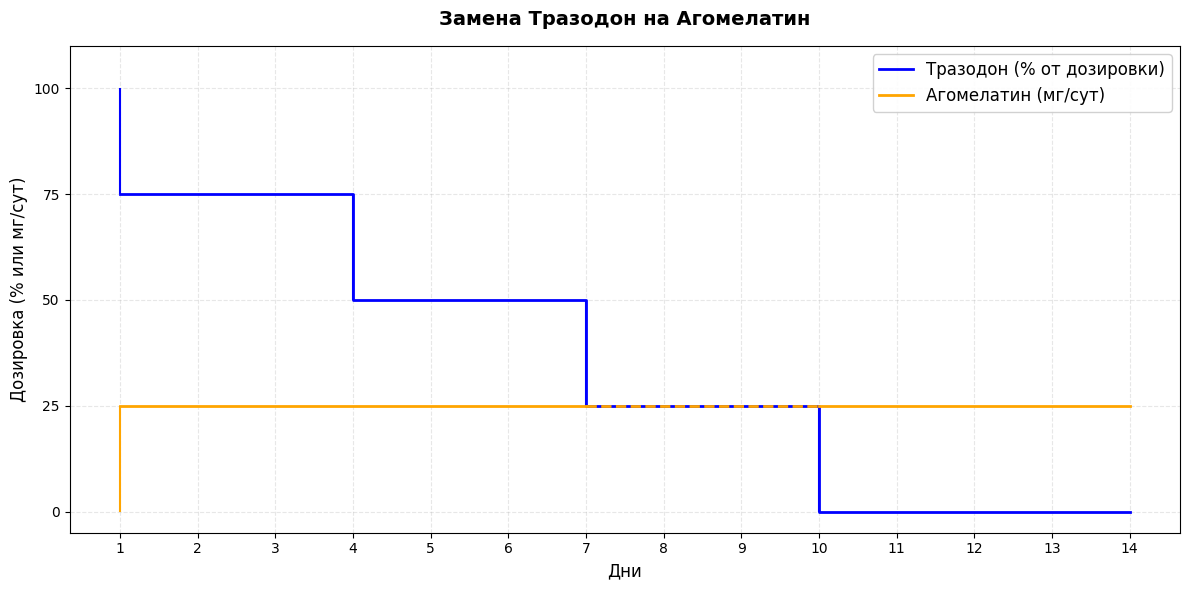 Замена Тразодон на Агомелатин
Тразодон (% от дозировки)
Агомелатин (мг/сут)
Дозировка (% или мг/сут)
100
75
50
25
0
1 2 3 4 5 6 7 8 9 10 11 12 13 14
Дни